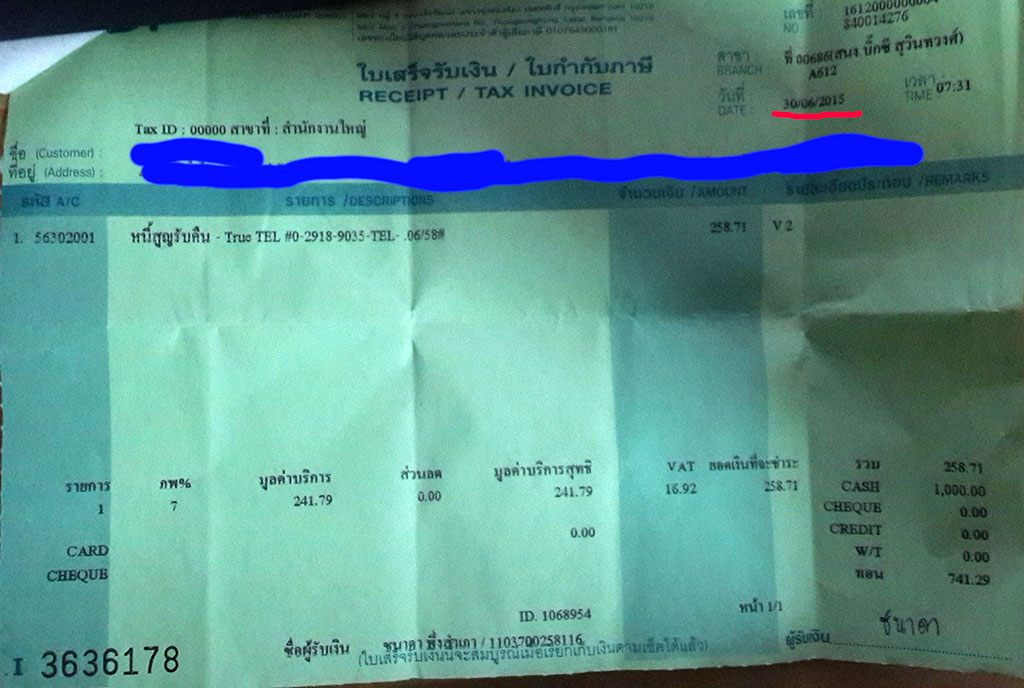 เลขที่ 1612000000004
NO. 840014276
ใบเสร็จรับเงิน / ใบกำกับภาษี
RECEIPT / TAX INVOICE
สาขา ที่ 00686(สนง.บิ๊กซี สุวินทวงศ์)
BRANCH : A612
วันที่ 30/06/2015 เวลา 07:31
DATE TIME
Tax ID : 00000 สาขาที่ : สำนักงานใหญ่
ชื่อ (Customer) :
ที่อยู่ (Address) :
รหัส A/C รายการ /DESCRIPTIONS จำนวนเงิน /AMOUNT รายละเอียดประกอบ /REMARKS
1. 56302001 หนี้สูญรับคืน - True TEL #0-2918-9035-TEL- .06/58# 258.71 V 2
รายการ ภพ% มูลค่าบริการ ส่วนลด มูลค่าบริการสุทธิ VAT ยอดเงินที่จะชำระ รวม 258.71
1 7 241.79 0.00 241.79 16.92 258.71 CASH 1,000.00
CHEQUE 0.00
0.00 CREDIT 0.00
CARD W/T 0.00
CHEQUE ทอน 741.29
ID. 1068954 หน้า 1/1
ชื่อผู้รับเงิน ชนาดา พึ่งสำเภา / 1103700258116 ผู้รับเงิน ชนาดา
(ใบเสร็จรับเงินนี้จะสมบูรณ์เมื่อเรียกเก็บเงินตามเช็คได้แล้ว)
I 3636178